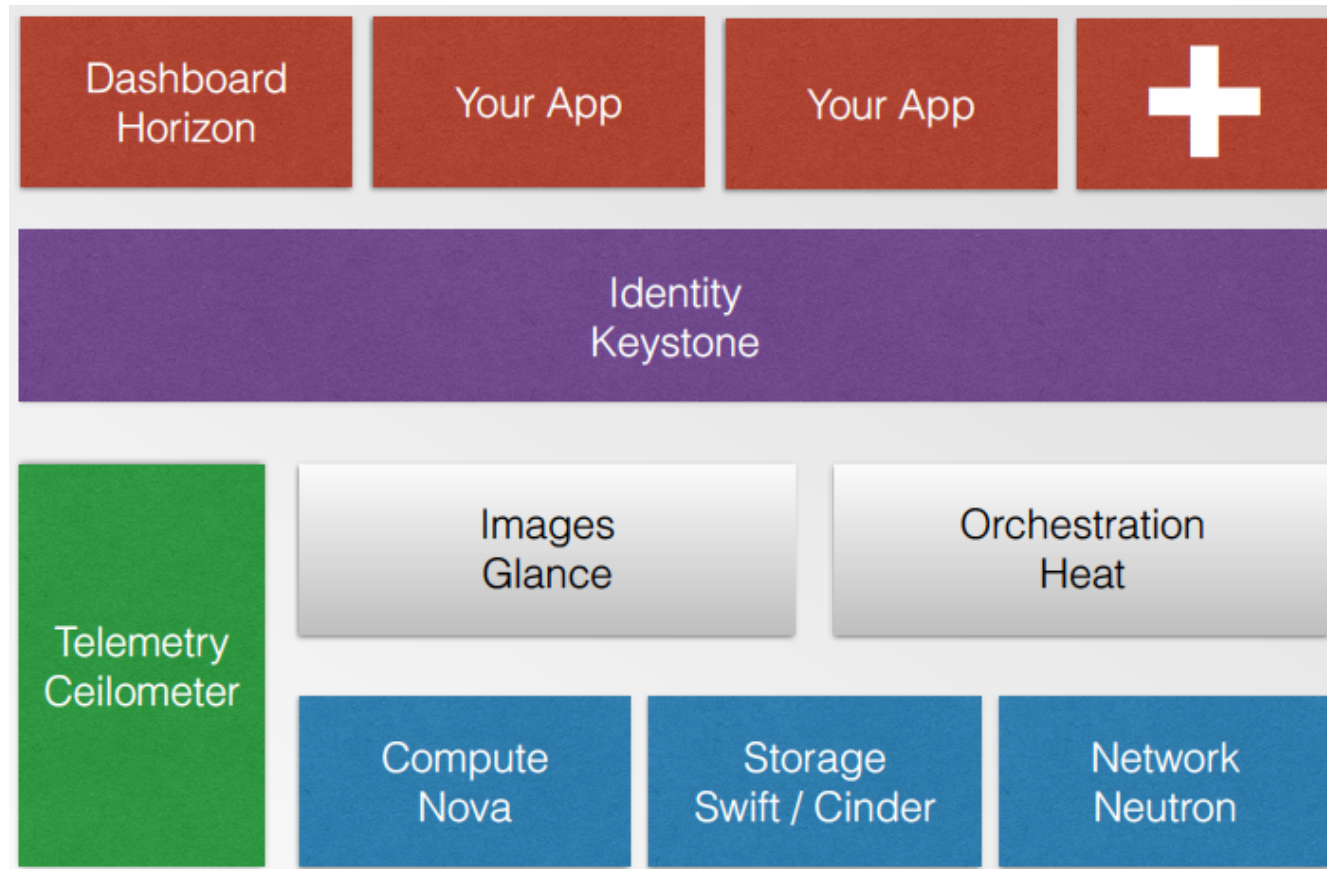 Dashboard
Horizon
Your App
Your App
Identity
Keystone
Telemetry
Ceilometer
Images
Glance
Orchestration
Heat
Compute
Nova
Storage
Swift / Cinder
Network
Neutron